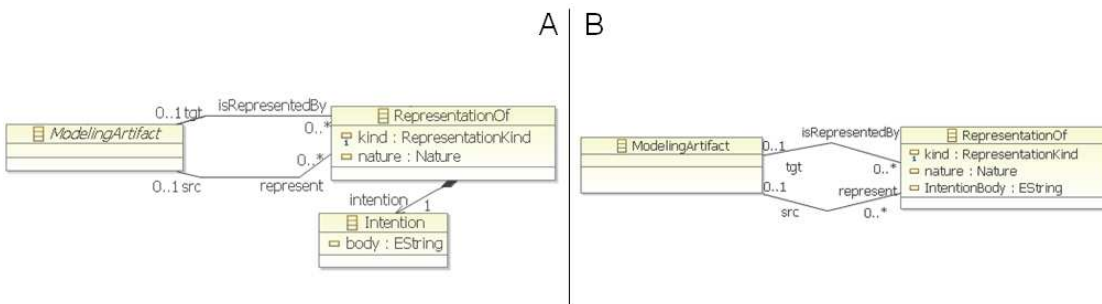 A
B
isRepresentedBy
0..1 tgt
RepresentationOf
ModelingArtifact
0..*
kind : RepresentationKind
nature : Nature
0..*
0..1 src
represent
intention
1
Intention
body : EString
isRepresentedBy
RepresentationOf
ModelingArtifact
0..1
tgt
0..*
kind : RepresentationKind
nature : Nature
IntentionBody : EString
0..1
represent
src
0..*